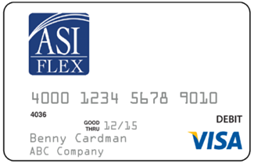 ASI
FLEX
4000 1234 5678 9010
4036
GOOD THRU 12/15
DEBIT
Benny Cardman
ABC Company
VISA